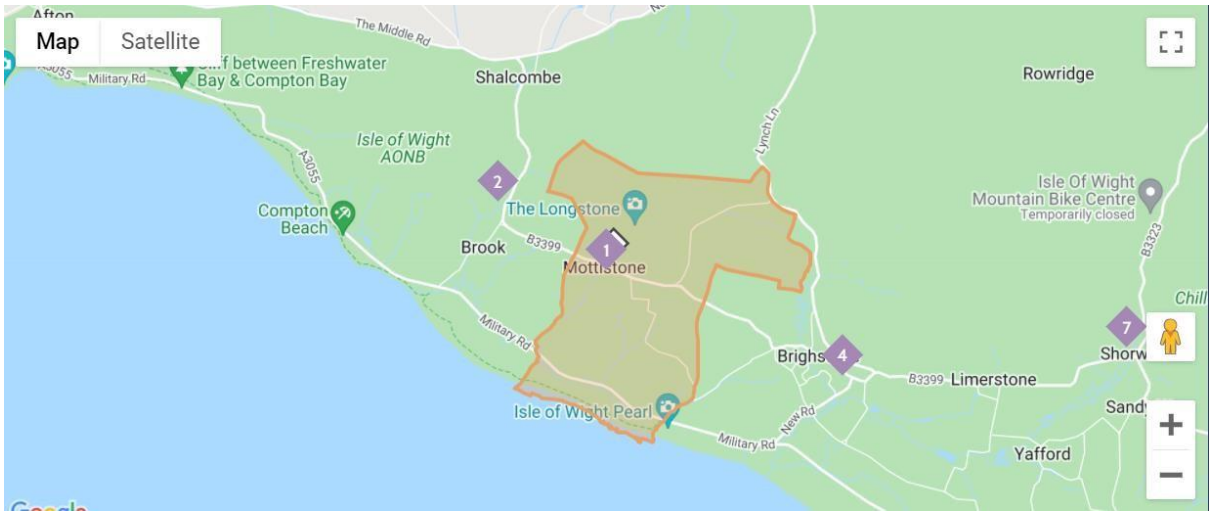 Afton
Map
Satellite
The Middle Rd
Cliff between Freshwater
Bay & Compton Bay
A3055
Military Rd
Shalcombe
Rowridge
Lynch Ln
Isle of Wight
AONB
A3055
2
The Longstone
Isle Of Wight
Mountain Bike Centre
Temporarily closed
Compton
Beach
Brook
B3399
1
Mottistone
B3323
Chill
Military Rd
7
4
Shorw
B3399
Limerstone
Isle of Wight Pearl
New Rd
Sandy
Military Rd
Yafford
Google